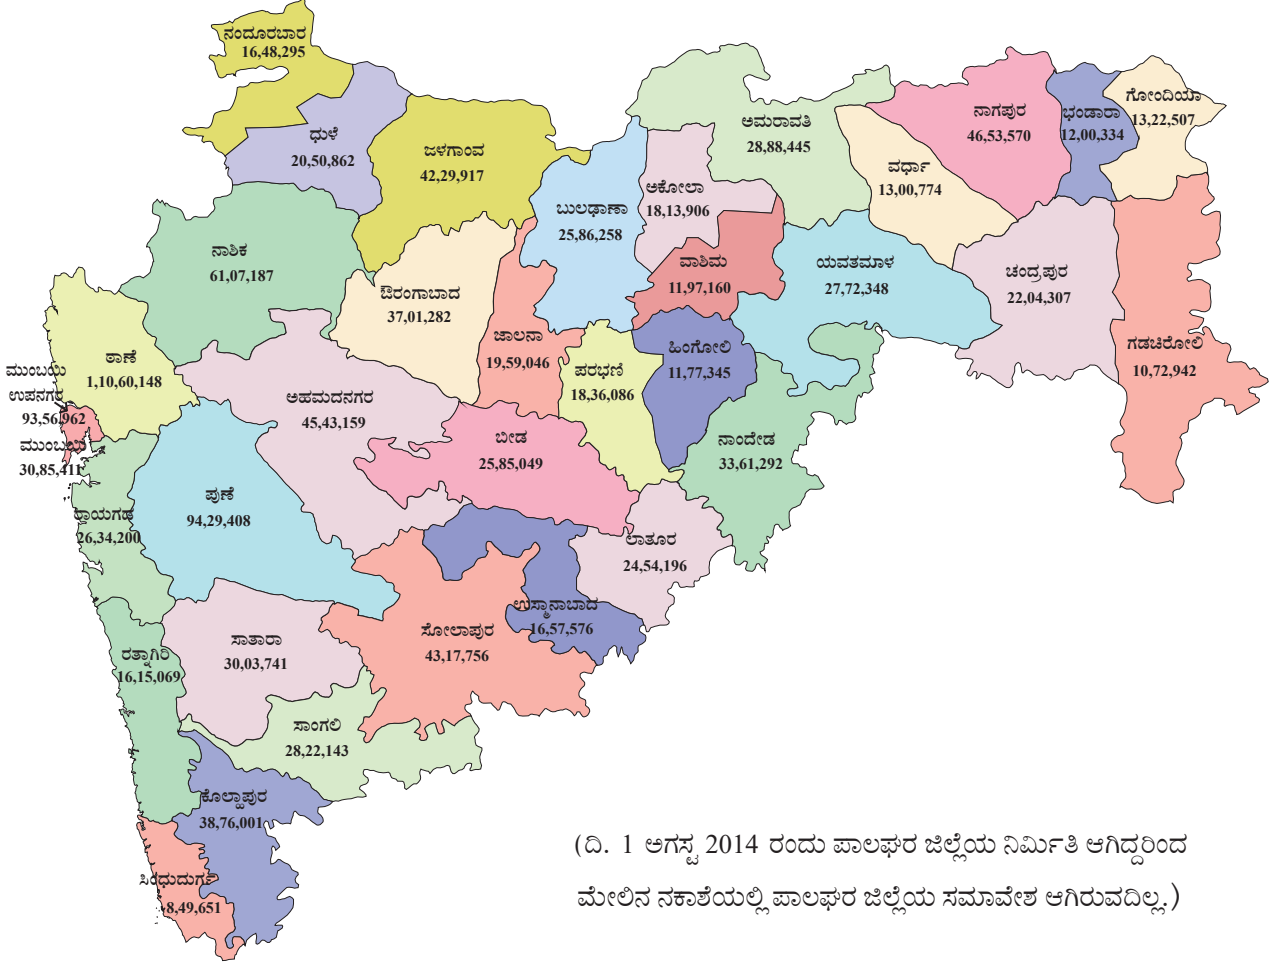 ನಂದೂರಬಾರ
16,48,295
ಧುಳೆ
20,50,862
ಜಳಗಾಂವ
42,29,917
ನಾಶಿಕ
61,07,187
ಔರಂಗಾಬಾದ
37,01,282
ಜಾಲನಾ
19,59,046
ಬುಲಢಾಣಾ
25,86,258
ಅಕೋಲಾ
18,13,906
ಅಮರಾವತಿ
28,88,445
ವಾಶಿಮ
11,97,160
ವರ್ಧಾ
13,00,774
ನಾಗಪುರ
46,53,570
ಭಂಡಾರಾ
12,00,334
ಗೋಂದಿಯಾ
13,22,507
ಯವತಮಾಳ
27,72,348
ಚಂದ್ರಪುರ
22,04,307
ಗಡಚಿರೋಲಿ
10,72,942
ಠಾಣೆ
1,10,60,148
ಮುಂಬಯಿ
ಉಪನಗರ
93,56,962
ಮುಂಬಯಿ
30,85,411
ಅಹಮದನಗರ
45,43,159
ಪರಭಣಿ
18,36,086
ಹಿಂಗೋಲಿ
11,77,345
ನಾಂದೇಡ
33,61,292
ಬೀಡ
25,85,049
ಪುಣೆ
94,29,408
ರಾಯಗಡ
26,34,200
ಲಾತೂರ
24,54,196
ಉಸ್ಮಾನಾಬಾದ
16,57,576
ಸೋಲಾಪುರ
43,17,756
ಸಾತಾರಾ
30,03,741
ರತ್ನಾಗಿರಿ
16,15,069
ಸಾಂಗಲಿ
28,22,143
ಕೊಲ್ಹಾಪುರ
38,76,001
ಸಿಂಧುದುರ್ಗ
8,49,651
(ದಿ. 1 ಅಗಸ್ಟ 2014 ರಂದು ಪಾಲಘರ ಜಿಲ್ಲೆಯ ನಿರ್ಮಿತಿ ಆಗಿದ್ದರಿಂದ
ಮೇಲಿನ ನಕಾಶೆಯಲ್ಲಿ ಪಾಲಘರ ಜಿಲ್ಲೆಯ ಸಮಾವೇಶ ಆಗಿರುವದಿಲ್ಲ.)